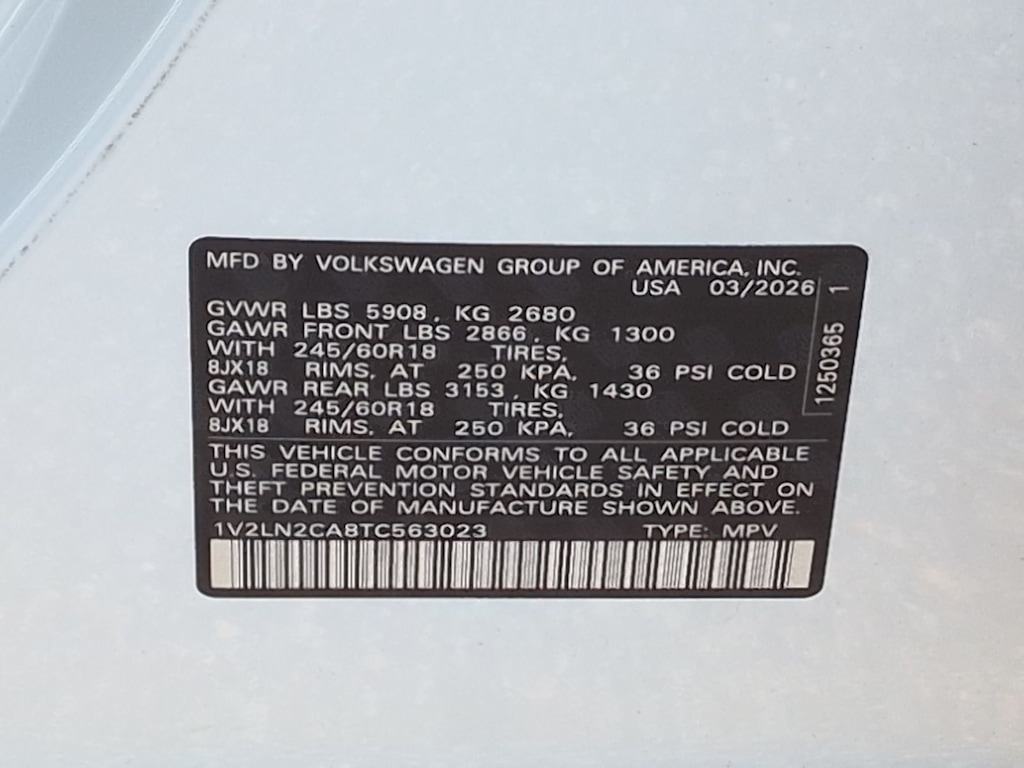 MFD BY VOLKSWAGEN GROUP OF AMERICA, INC.
USA 03/2026
GVWR LBS 5908, KG 2680
GAWR FRONT LBS 2866, KG 1300
WITH 245/60R18 TIRES,
8JX18 RIMS, AT 250 KPA, 36 PSI COLD
GAWR REAR LBS 3153, KG 1430
WITH 245/60R18 TIRES,
8JX18 RIMS, AT 250 KPA, 36 PSI COLD
1250365 1
THIS VEHICLE CONFORMS TO ALL APPLICABLE
U.S. FEDERAL MOTOR VEHICLE SAFETY AND
THEFT PREVENTION STANDARDS IN EFFECT ON
THE DATE OF MANUFACTURE SHOWN ABOVE.
1V2LN2CA8TC563023 TYPE: MPV